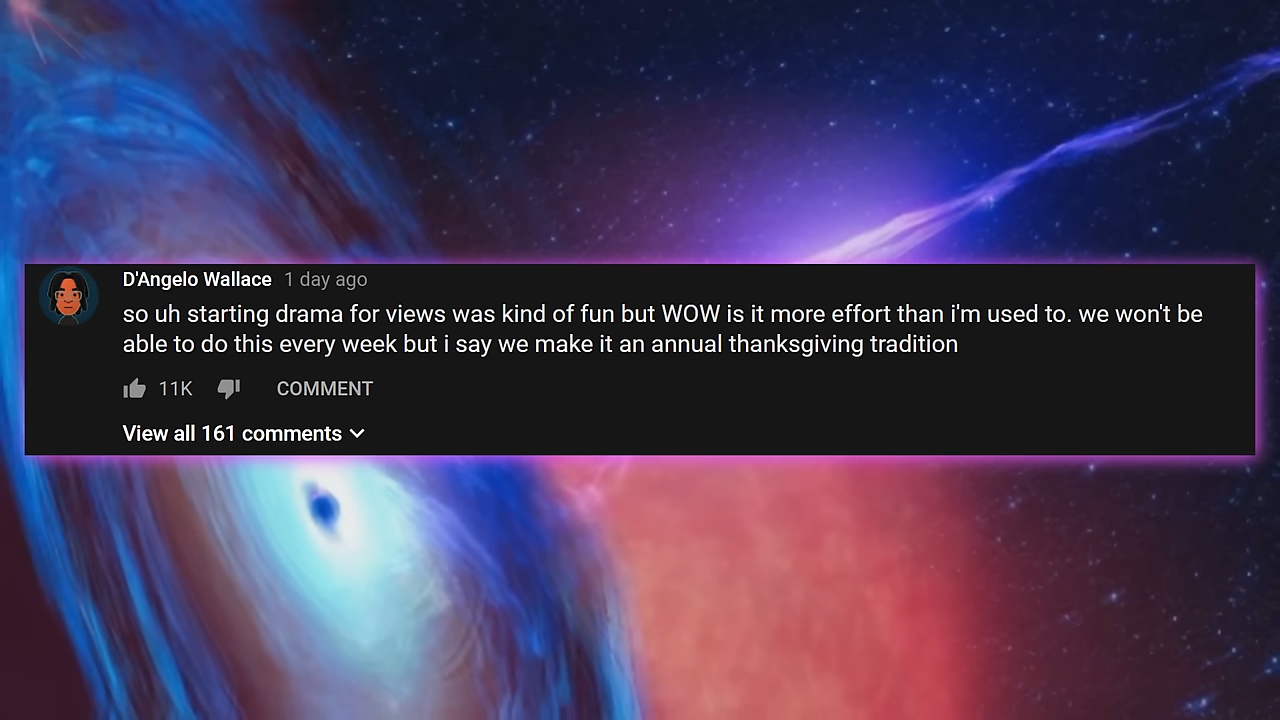 D'Angelo Wallace 1 day ago
so uh starting drama for views was kind of fun but WOW is it more effort than i'm used to. we won't be
able to do this every week but i say we make it an annual thanksgiving tradition
11K COMMENT
View all 161 comments